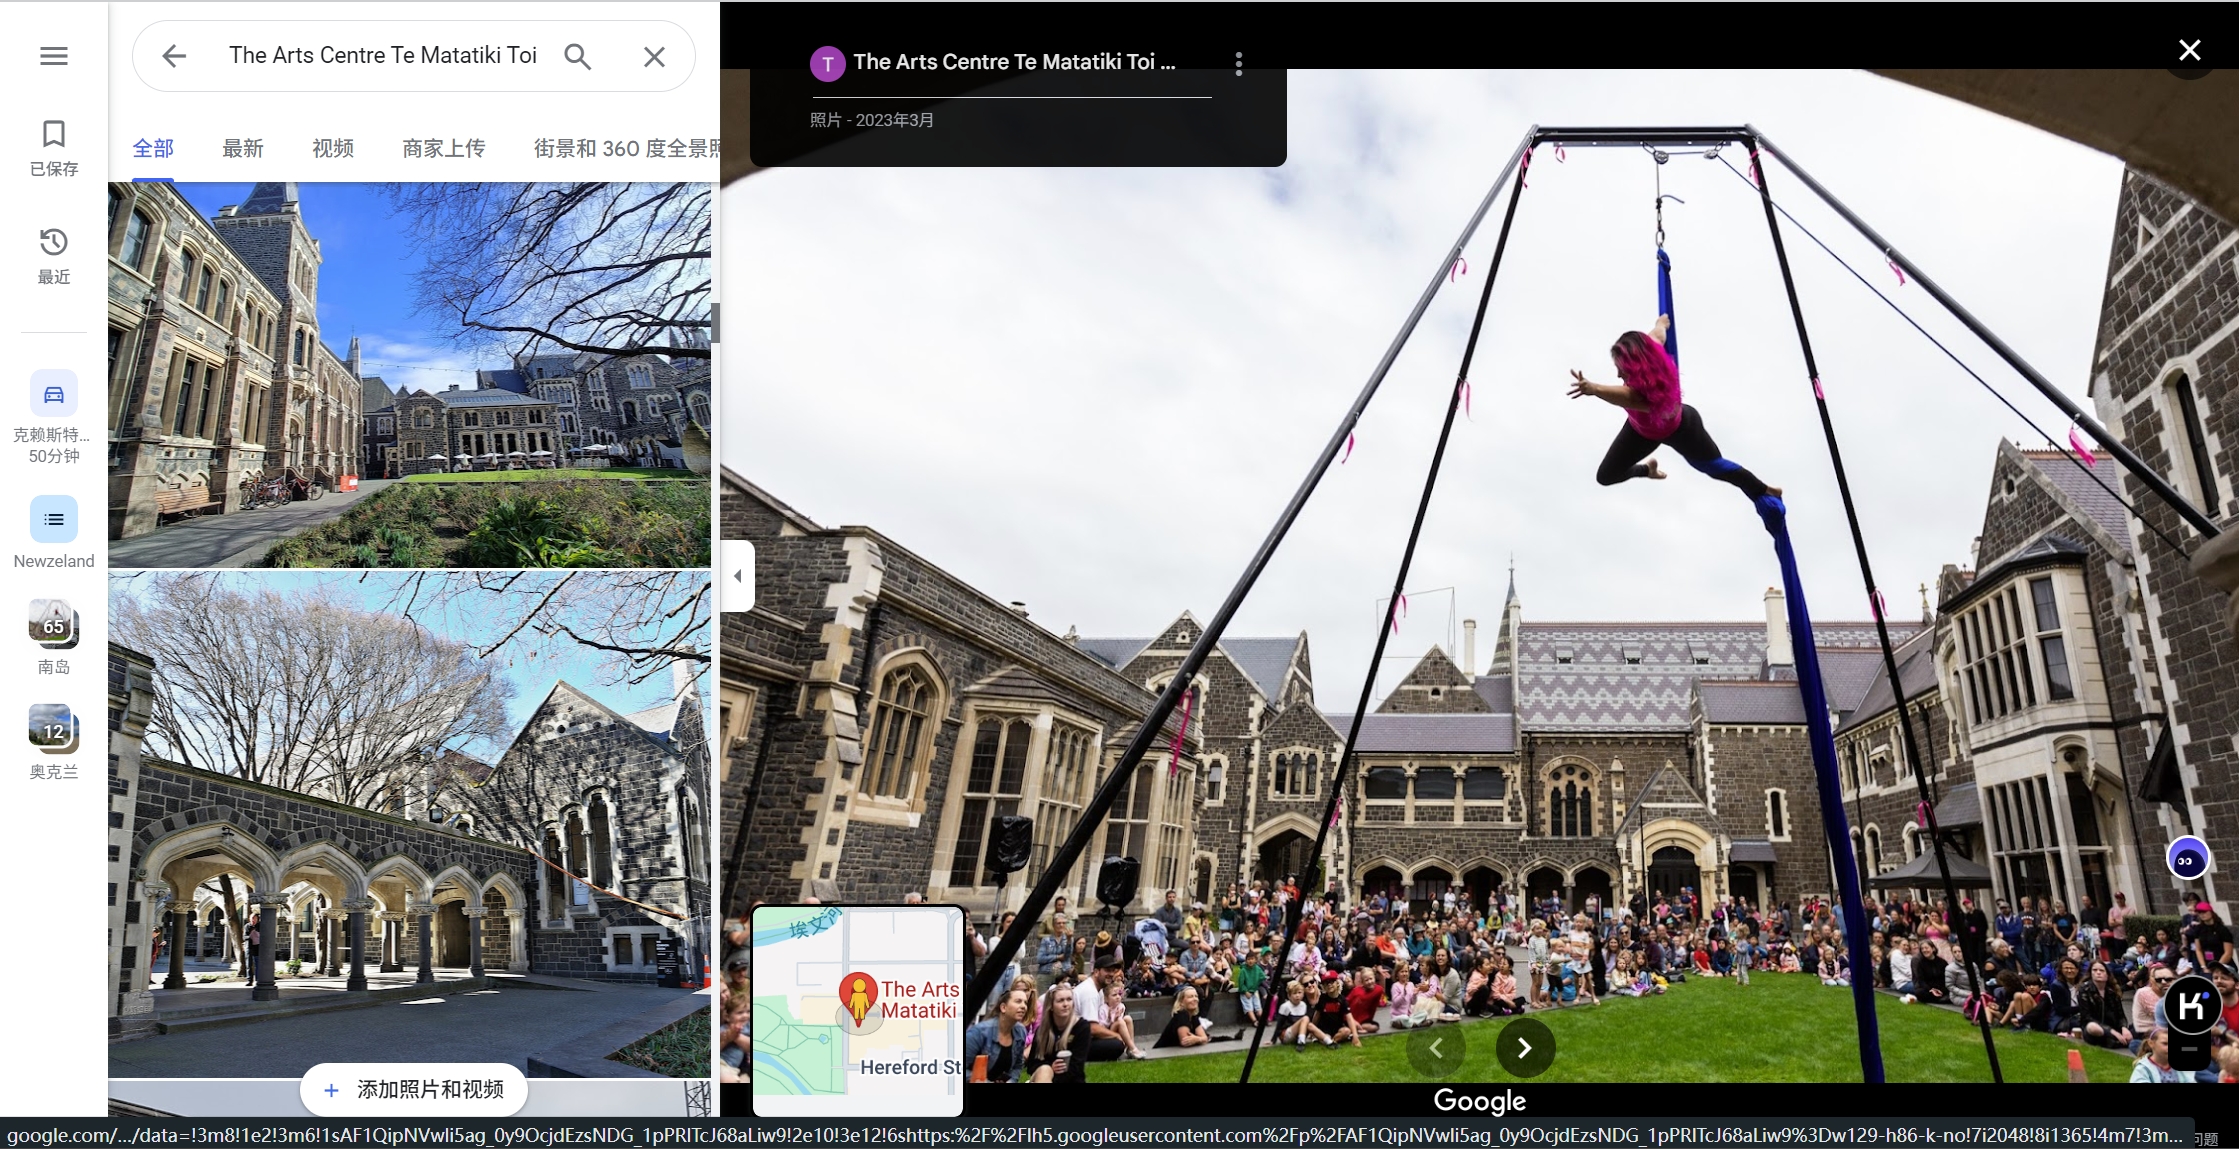 The Arts Centre Te Matatiki Toi
已保存
最近
克赖斯特...
50分钟
Newzeland
65
南岛
12
奥克兰
全部
最新
视频
商家上传
街景和 360 度全景照
添加照片和视频
T
The Arts Centre Te Matatiki Toi ...
照片 - 2023年3月
埃文河
The Arts
Matatiki
Hereford St
Google
K
google.com/.../data=!3m8!1e2!3m6!1sAF1QipNVwli5ag_0y9OcjdEzsNDG_1pPRlTcJ68aLiw9!2e10!3e12!6shttps:%2F%2Flh5.googleusercontent.com%2Fp%2FAF1QipNVwli5ag_0y9OcjdEzsNDG_1pPRlTcJ68aLiw9%3Dw129-h86-k-no!7i2048!8i1365!4m7!3m...
问题